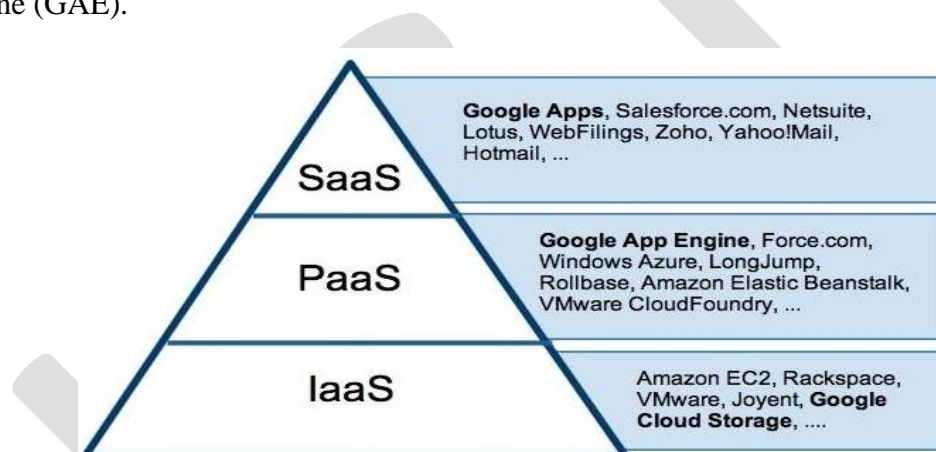 ne (GAE).
Google Apps, Salesforce.com, Netsuite,
Lotus, WebFilings, Zoho, Yahoo!Mail,
Hotmail, ...
SaaS
Google App Engine, Force.com,
Windows Azure, LongJump,
Rollbase, Amazon Elastic Beanstalk,
VMware CloudFoundry, ...
PaaS
Amazon EC2, Rackspace,
VMware, Joyent, Google
Cloud Storage, ....
IaaS